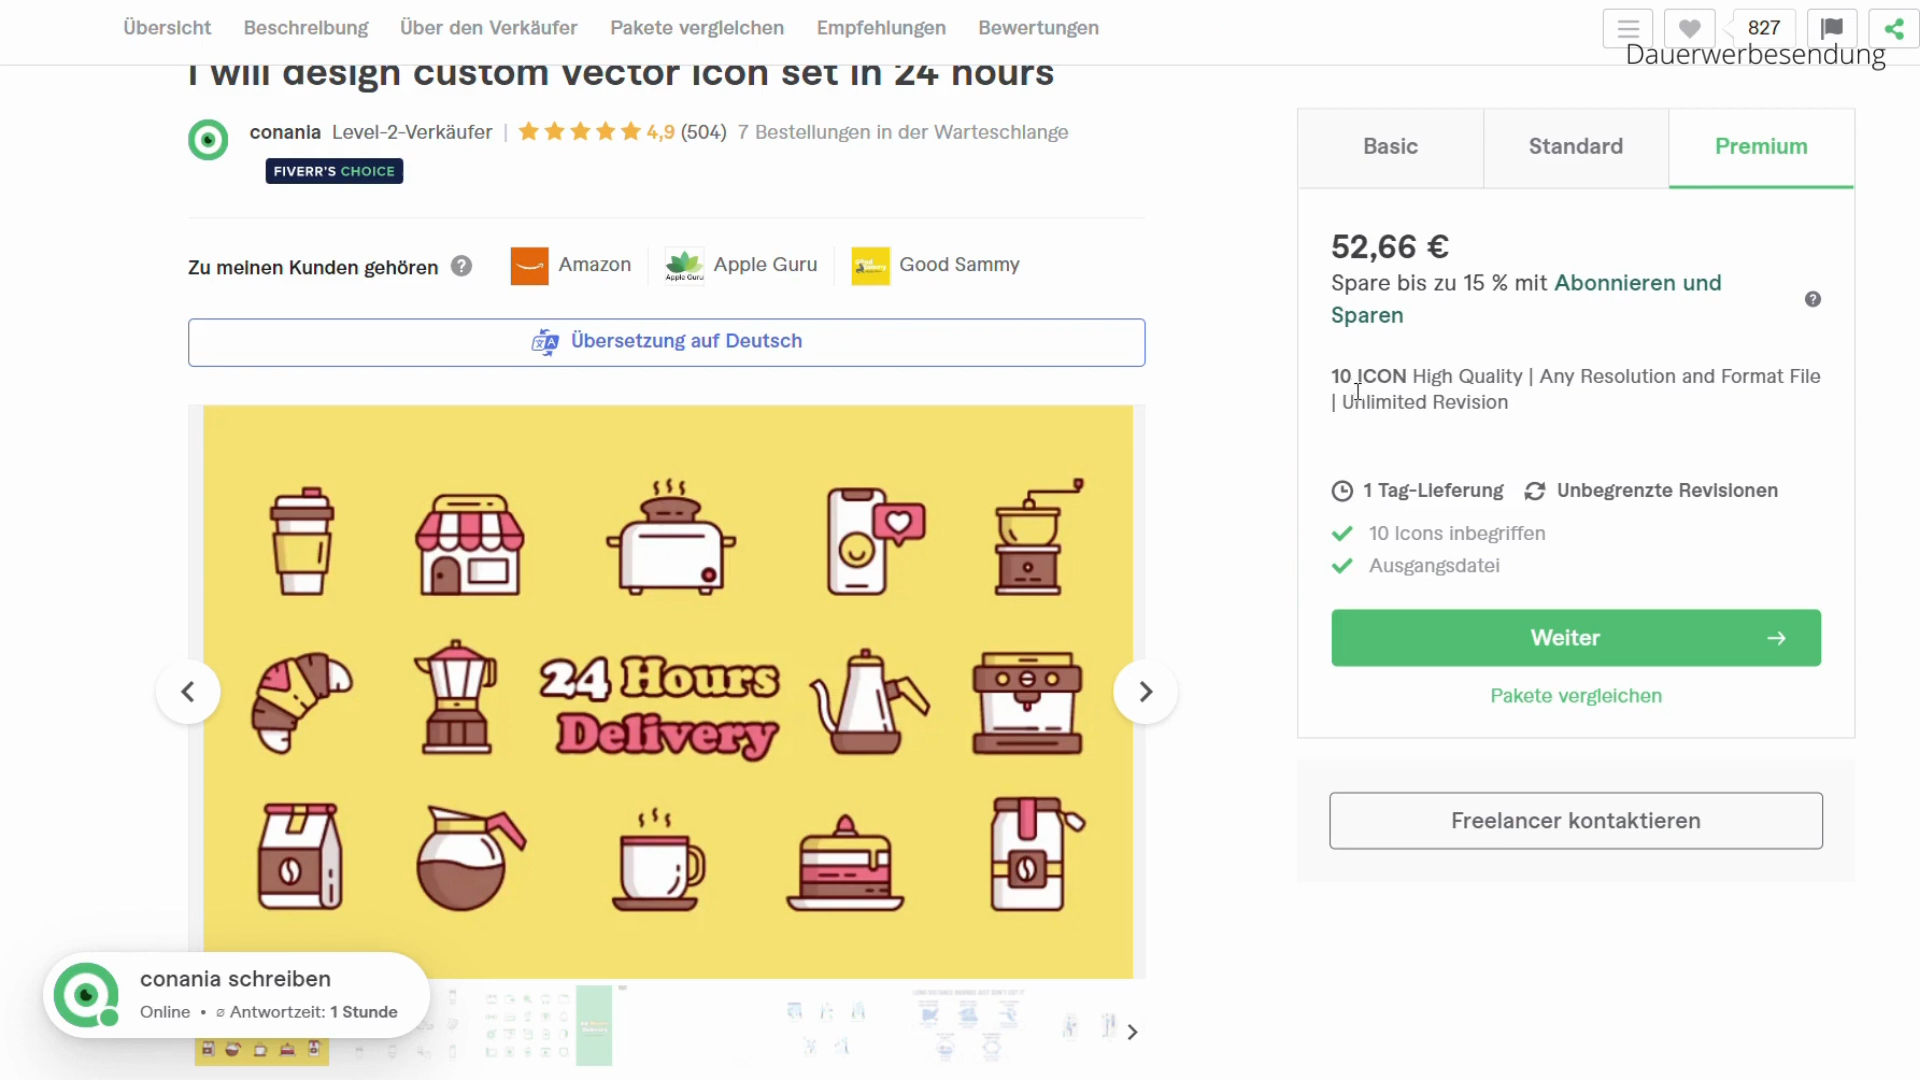 Übersicht Beschreibung Über den Verkäufer Pakete vergleichen Empfehlungen Bewertungen
827
Dauerwerbesendung
I will design custom vector icon set in 24 hours
conania Level-2-Verkäufer | 4,9 (504) 7 Bestellungen in der Warteschlange
FIVERR'S CHOICE
Zu meinen Kunden gehören ? Amazon Apple Guru Good Sammy
Übersetzung auf Deutsch
24 Hours
Delivery
conania schreiben
Online • ⌀ Antwortzeit: 1 Stunde
Basic Standard Premium
52,66 €
Spare bis zu 15 % mit Abonnieren und
Sparen ?
10 ICON High Quality | Any Resolution and Format File
| Unlimited Revision
1 Tag-Lieferung Unbegrenzte Revisionen
10 Icons inbegriffen
Ausgangsdatei
Weiter →
Pakete vergleichen
Freelancer kontaktieren